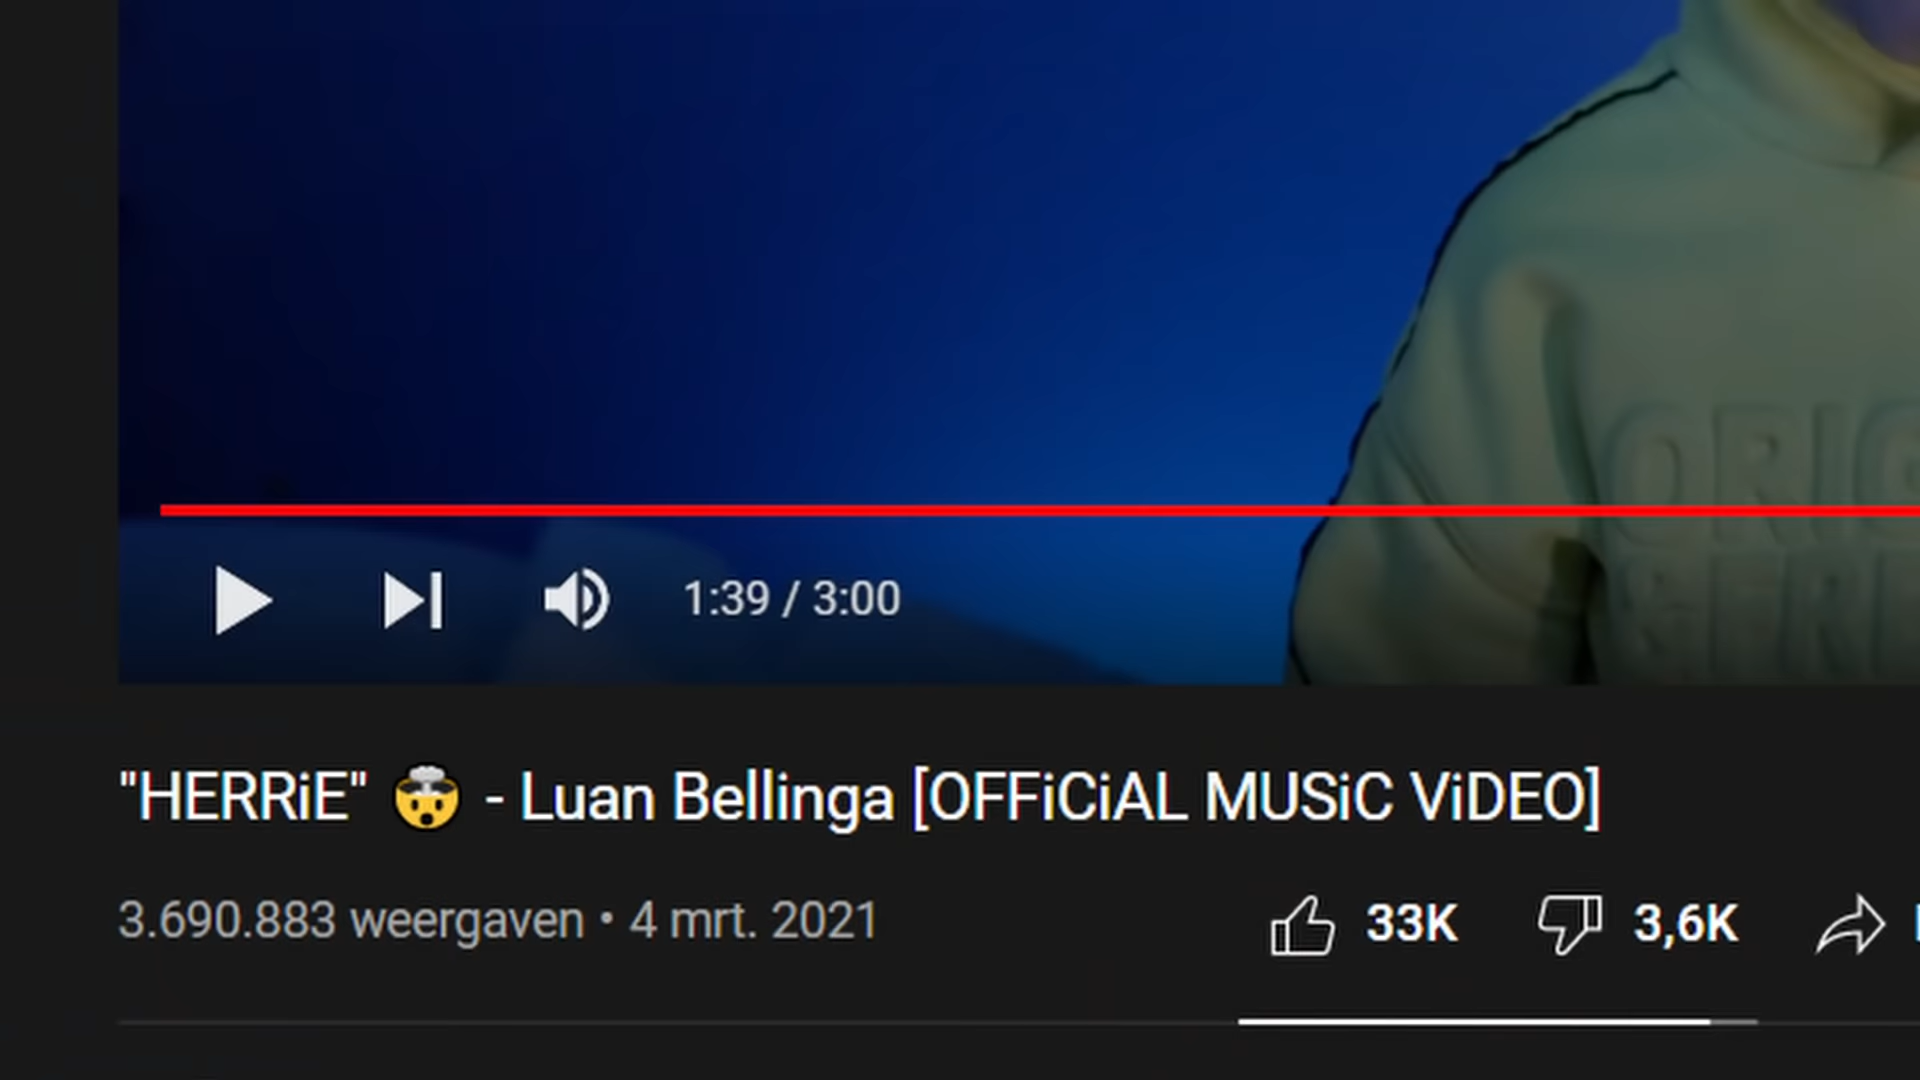 ORIG
1:39 / 3:00
"HERRiE" 🤯 - Luan Bellinga [OFFiCiAL MUSiC ViDEO]
3.690.883 weergaven • 4 mrt. 2021 33K 3,6K